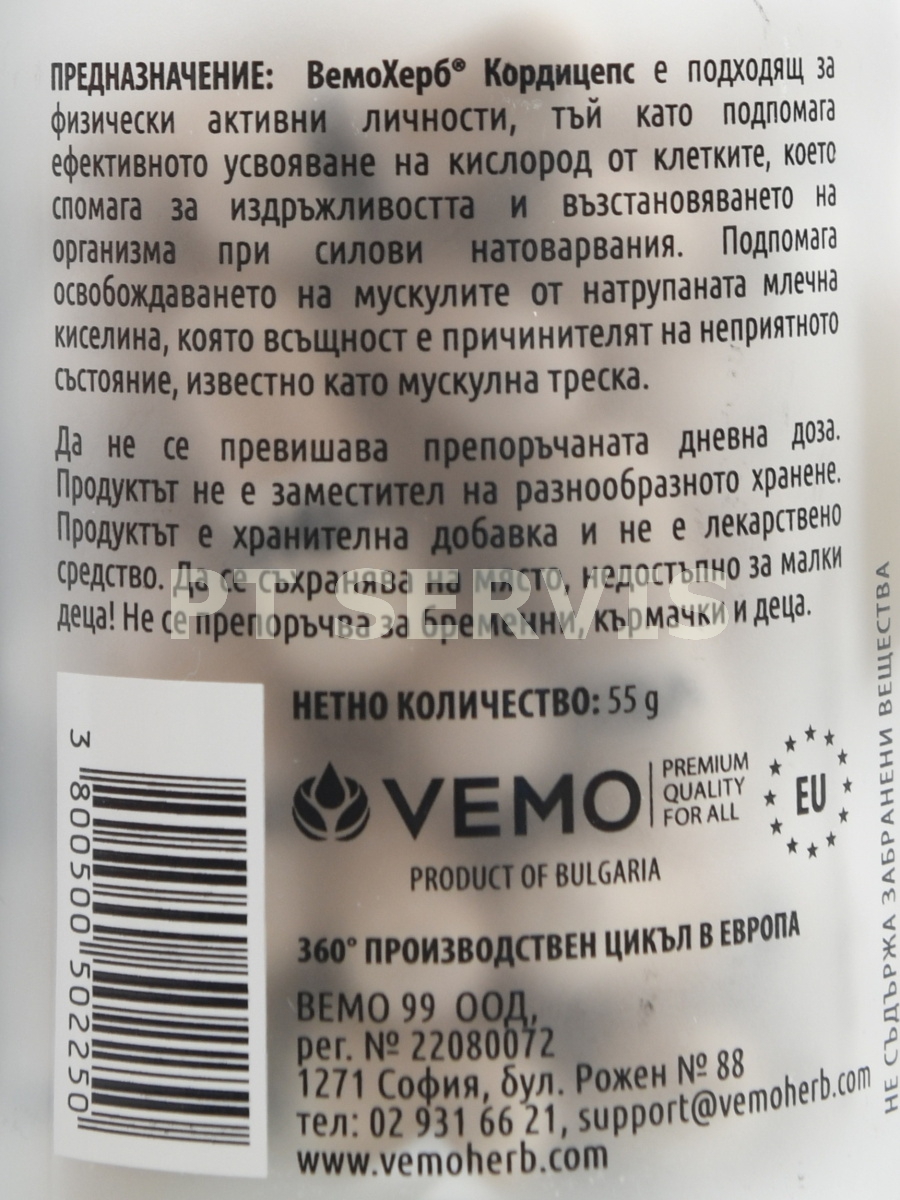 ПРЕДНАЗНАЧЕНИЕ: ВемоХерб® Кордицепс е подходящ за
физически активни личности, тъй като подпомага
ефективното усвояване на кислород от клетките, което
спомага за издръжливостта и възстановяването на
организма при силови натоварвания. Подпомага
освобождаването на мускулите от натрупаната млечна
киселина, която всъщност е причинителят на неприятното
състояние, известно като мускулна треска.
Да не се превишава препоръчаната дневна доза.
Продуктът не е заместител на разнообразното хранене.
Продуктът е хранителна добавка и не е лекарствено
средство. Да се съхранява на място, недостъпно за малки
деца! Не се препоръчва за бременни, кърмачки и деца.
PT SERVIS
НЕТНО КОЛИЧЕСТВО: 55 g
VEMO
PREMIUM
QUALITY
FOR ALL
EU
PRODUCT OF BULGARIA
360° ПРОИЗВОДСТВЕН ЦИКЪЛ В ЕВРОПА
ВЕМО 99 ООД,
рег. № 22080072
1271 София, бул. Рожен № 88
тел: 02 931 66 21, support@vemoherb.com
www.vemoherb.com
3 800500 502250
НЕ СЪДЪРЖА ЗАБРАНЕНИ ВЕЩЕСТВА